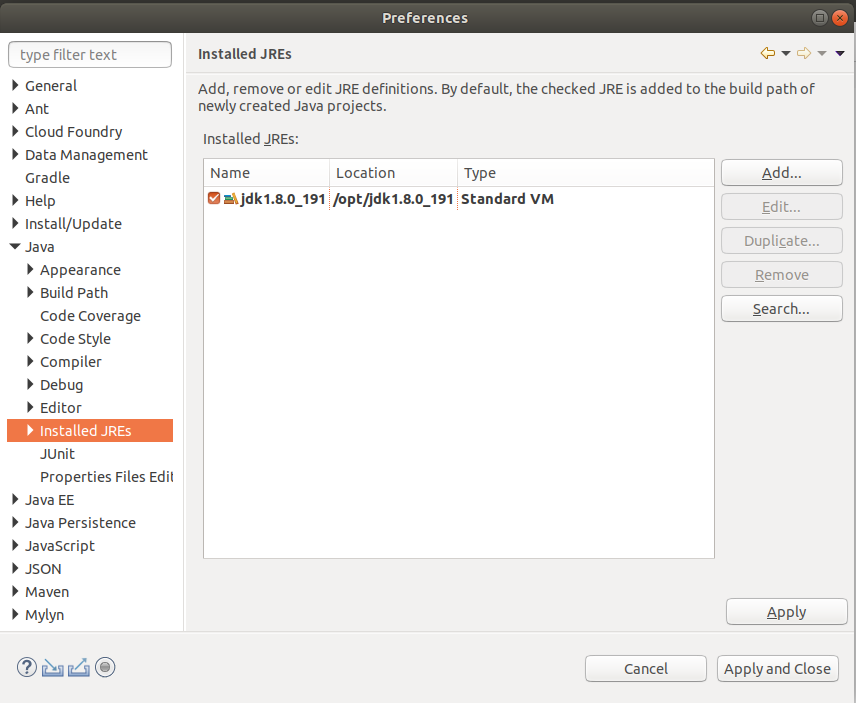 Preferences
type filter text
General
Ant
Cloud Foundry
Data Management
Gradle
Help
Install/Update
Java
Appearance
Build Path
Code Coverage
Code Style
Compiler
Debug
Editor
Installed JREs
JUnit
Properties Files Edit
Java EE
Java Persistence
JavaScript
JSON
Maven
Mylyn
Installed JREs
Add, remove or edit JRE definitions. By default, the checked JRE is added to the build path of
newly created Java projects.
Installed JREs:
Name Location Type
jdk1.8.0_191 /opt/jdk1.8.0_191 Standard VM
Add...
Edit...
Duplicate...
Remove
Search...
Apply
?
Cancel Apply and Close